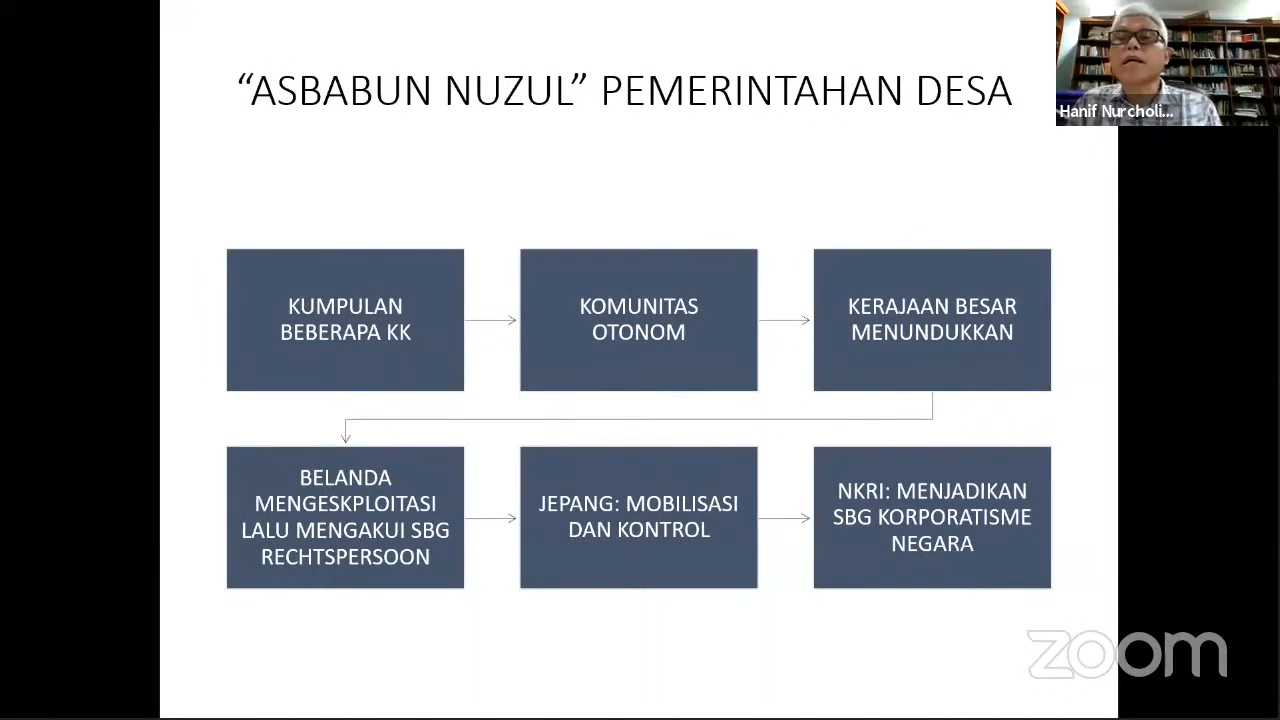 “ASBABUN NUZUL” PEMERINTAHAN DESA
Hanif Nurcholi...
KUMPULAN
BEBERAPA KK
KOMUNITAS
OTONOM
KERAJAAN BESAR
MENUNDUKKAN
BELANDA
MENGESKPLOITASI
LALU MENGAKUI SBG
RECHTSPERSOON
JEPANG: MOBILISASI
DAN KONTROL
NKRI: MENJADIKAN
SBG KORPORATISME
NEGARA
zoom